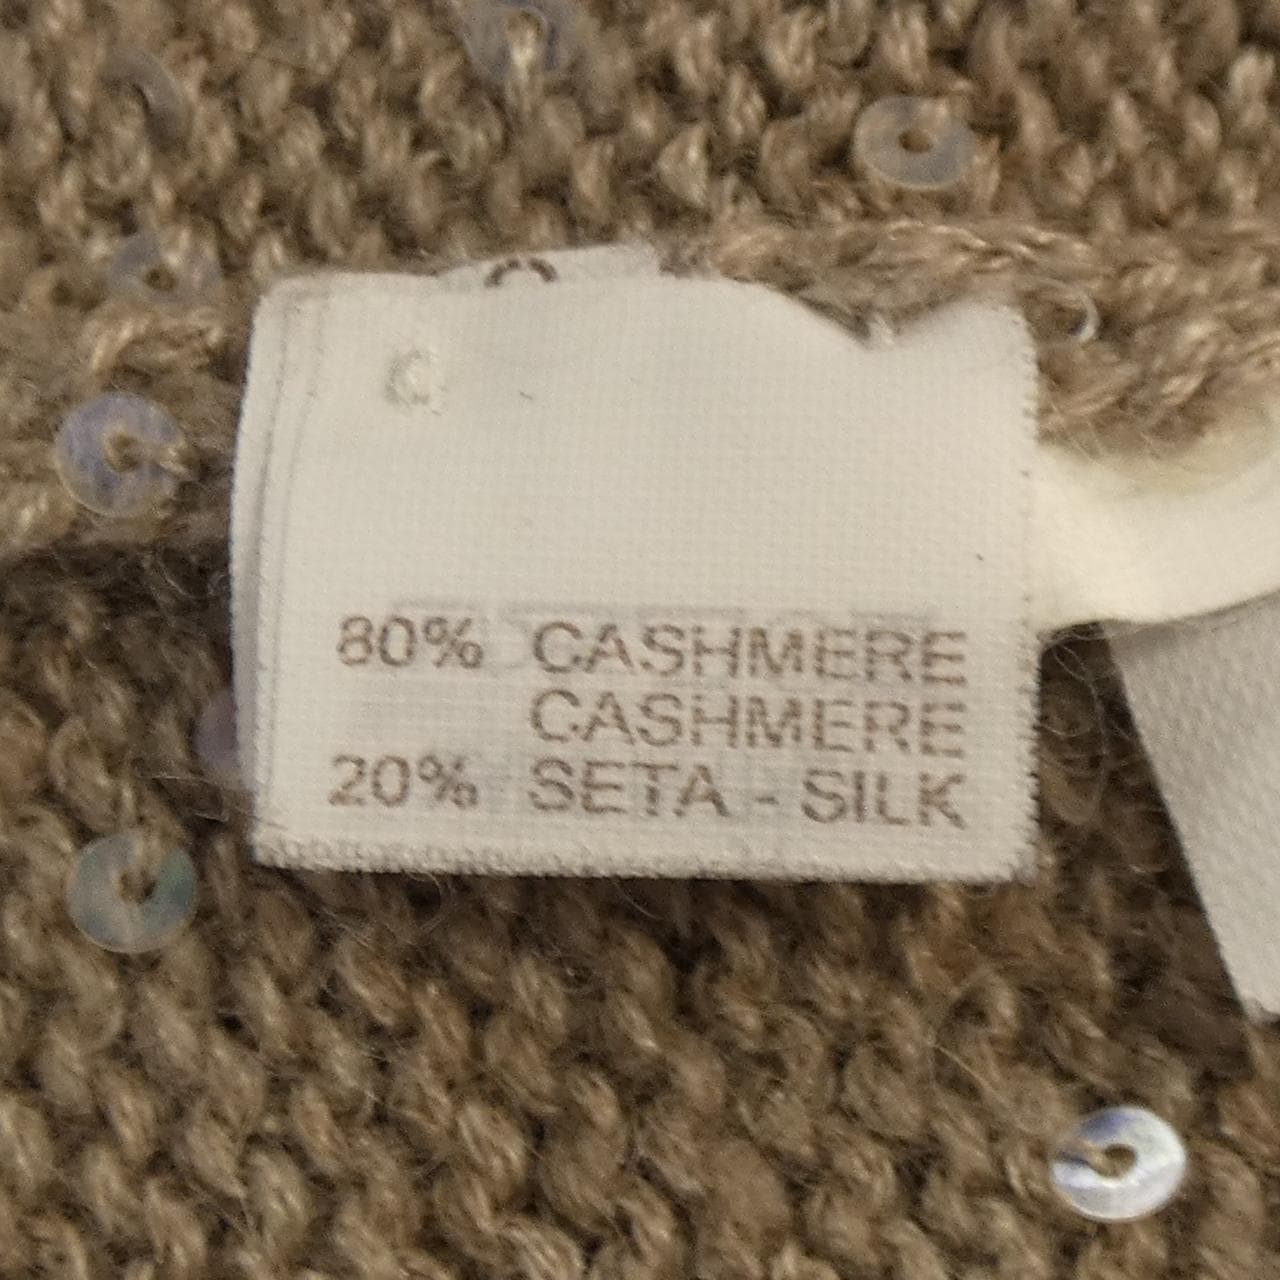 80% CASHMERE
CASHMERE
20% SETA - SILK